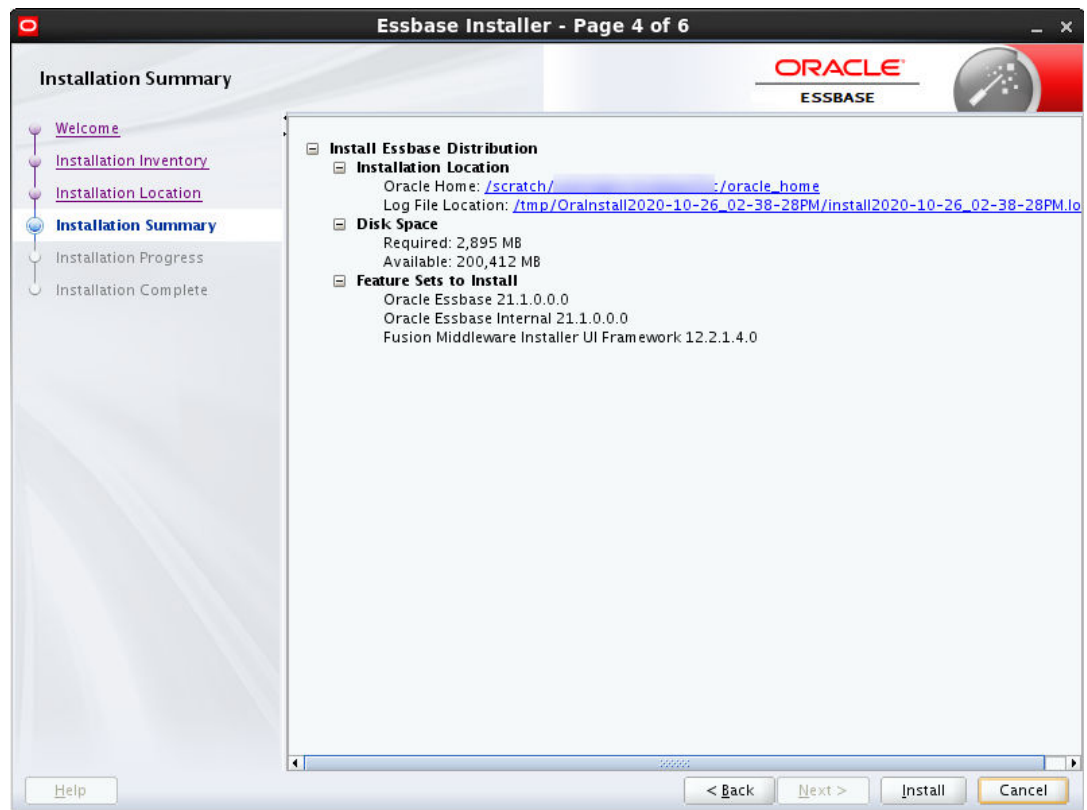 Essbase Installer - Page 4 of 6
Installation Summary
ORACLE
ESSBASE
Welcome
Installation Inventory
Installation Location
Installation Summary
Installation Progress
Installation Complete
Install Essbase Distribution
Installation Location
Oracle Home: /scratch/ :/oracle_home
Log File Location: /tmp/OraInstall2020-10-26_02-38-28PM/install2020-10-26_02-38-28PM.lo
Disk Space
Required: 2,895 MB
Available: 200,412 MB
Feature Sets to Install
Oracle Essbase 21.1.0.0.0
Oracle Essbase Internal 21.1.0.0.0
Fusion Middleware Installer UI Framework 12.2.1.4.0
Help
< Back
Next >
Install
Cancel